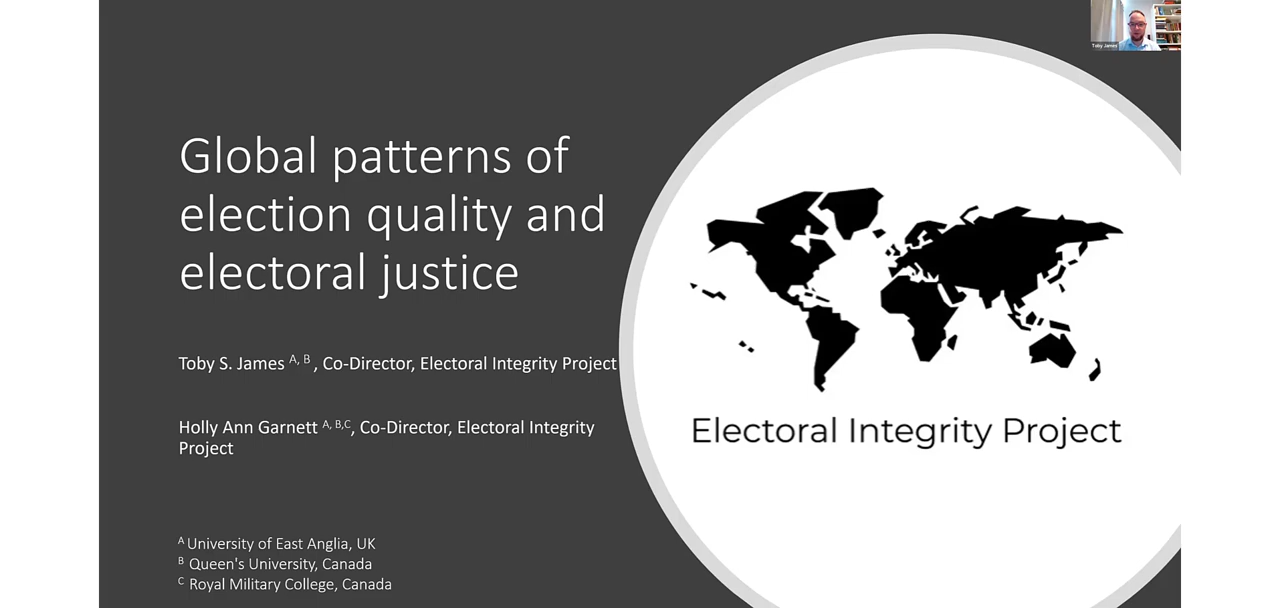 Global patterns of
election quality and
electoral justice
Toby S. James A, B , Co-Director, Electoral Integrity Project
Holly Ann Garnett A, B,C, Co-Director, Electoral Integrity
Project
A University of East Anglia, UK
B Queen's University, Canada
C Royal Military College, Canada
Electoral Integrity Project
Toby James